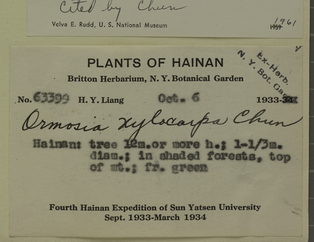 cited by Chun
Velva E. Rudd, U. S. National Museum 1961
PLANTS OF HAINAN
Ex-Herb.
N.Y. Bot. Gar.
Britton Herbarium, N. Y. Botanical Garden
No. 63399 H. Y. Liang Oct. 6 1933-34
Ormosia xylocarpa Chun
Hainan: tree 12m. or more h.; 1-1/3m.
diam.; in shaded forests, top
of mt.; fr. green
Fourth Hainan Expedition of Sun Yatsen University
Sept. 1933-March 1934